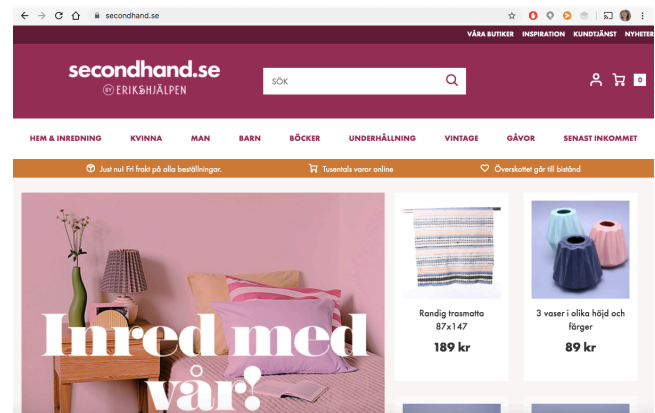 secondhand.se
VÅRA BUTIKER INSPIRATION KUNDTJÄNST NYHETER
secondhand.se
BY ERIKSHJÄLPEN
SÖK
0
HEM & INREDNING KVINNA MAN BARN BÖCKER UNDERHÅLLNING VINTAGE GÅVOR SENAST INKOMMET
Just nu! Fri frakt på alla beställningar. Tusentals varor online Överskottet går till bistånd
Inred med
vår!
Randig trasmatta
87x147
189 kr
3 vaser i olika höjd och
färger
89 kr